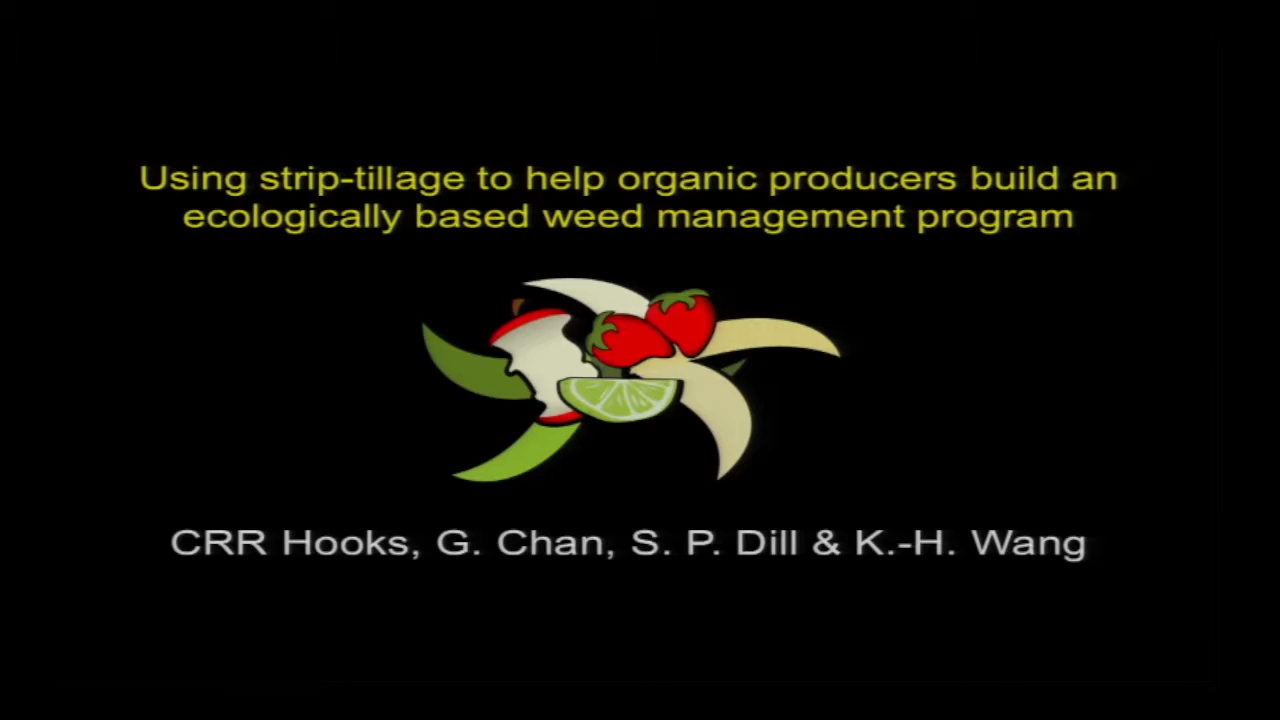 Using strip-tillage to help organic producers build an
ecologically based weed management program
CRR Hooks, G. Chan, S. P. Dill & K.-H. Wang